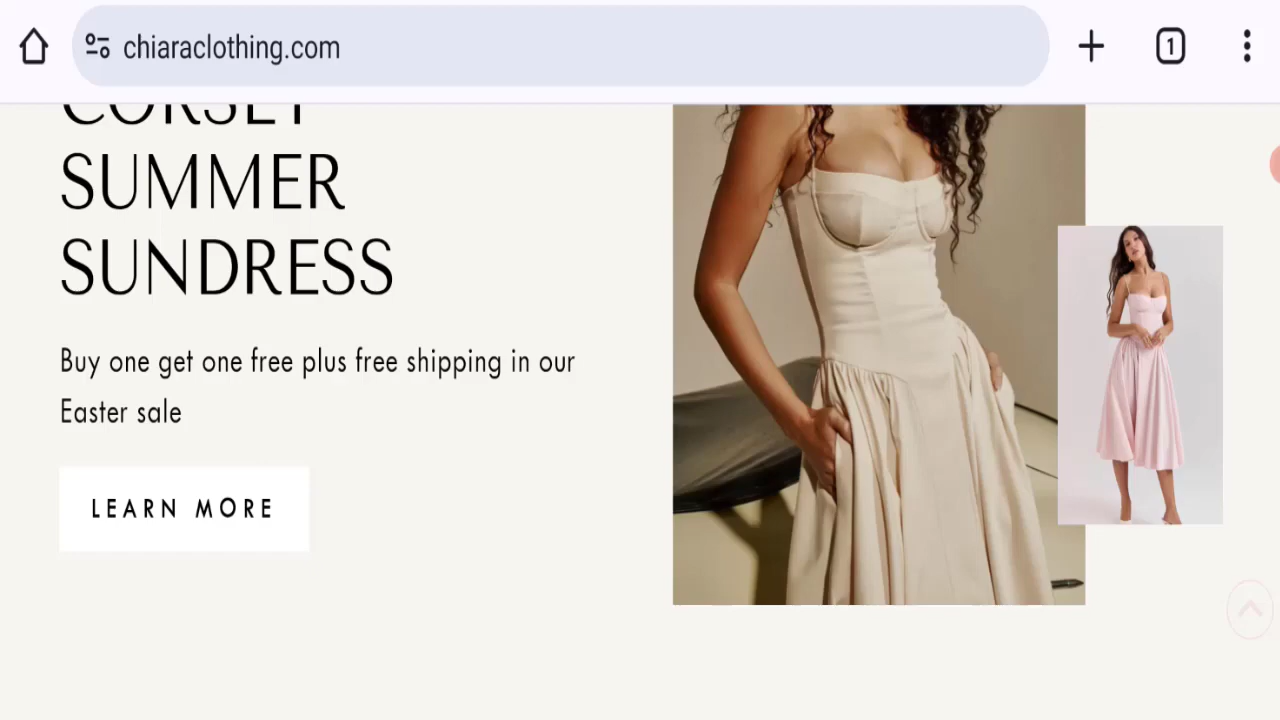 chiaraclothing.com
1
CORSET
SUMMER
SUNDRESS
Buy one get one free plus free shipping in our
Easter sale
LEARN MORE